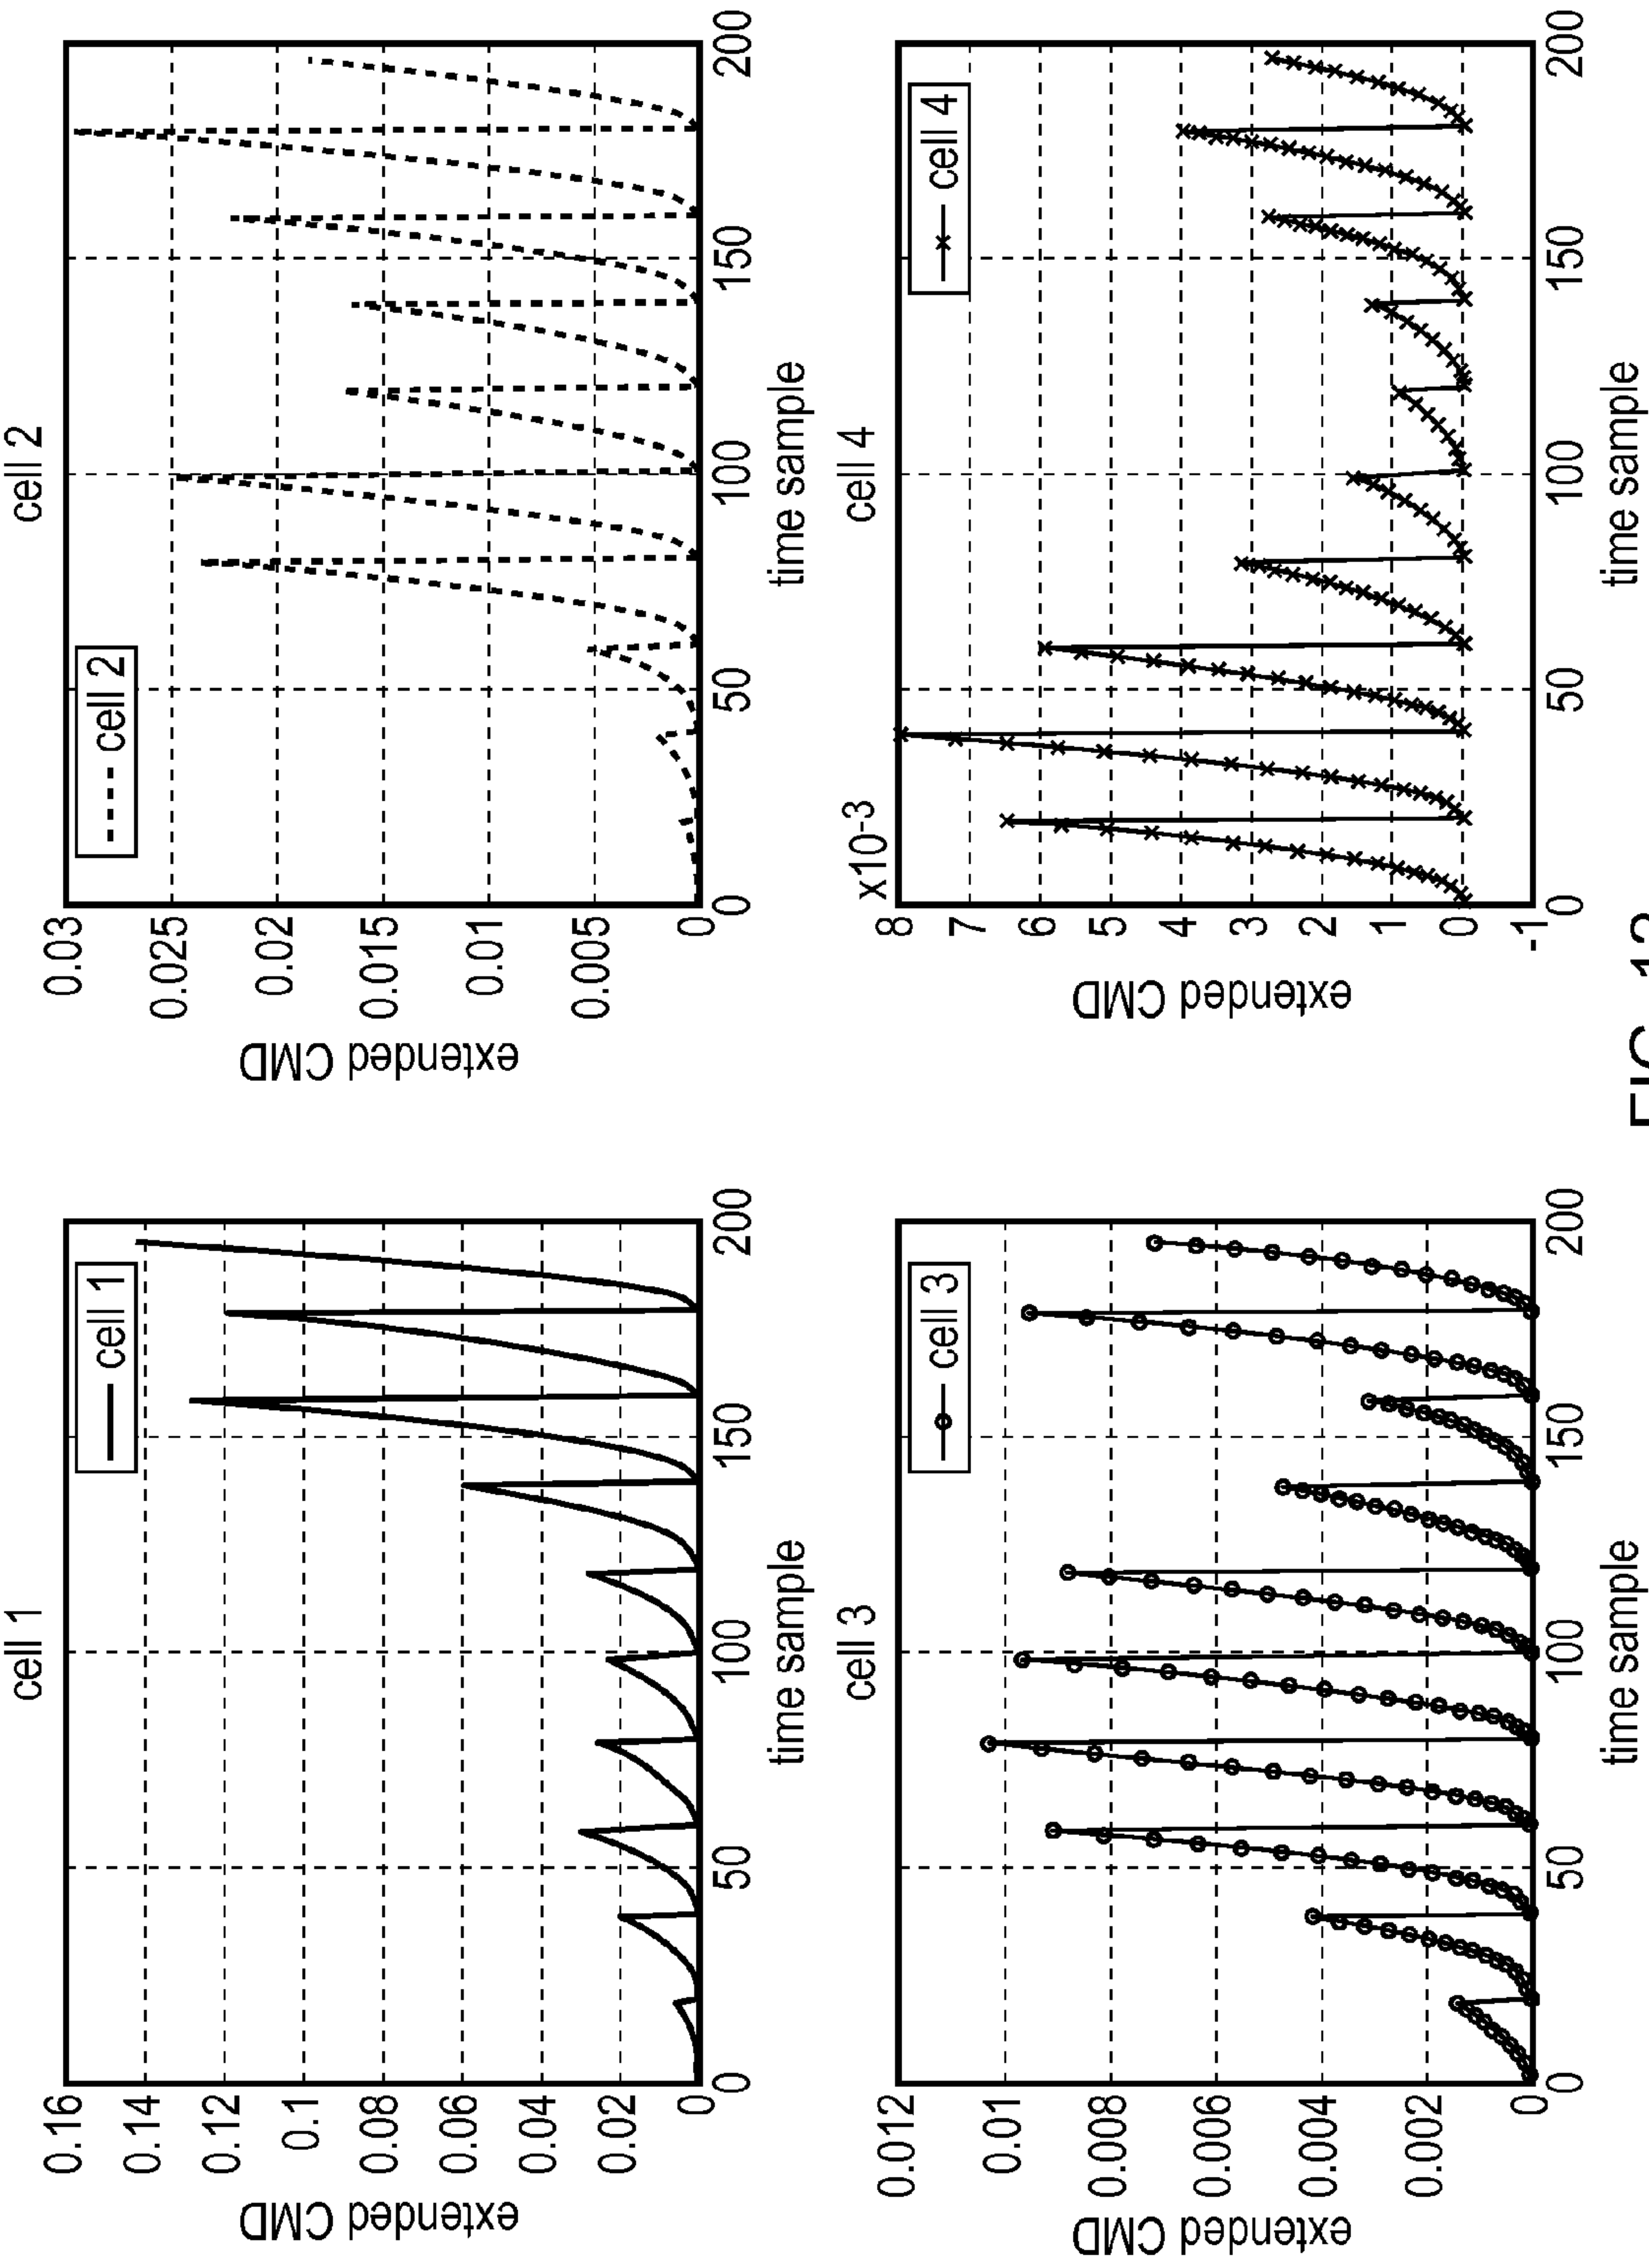 cell 1
extended CMD
0.16
0.14
0.12
0.1
0.08
0.06
0.04
0.02
0
0
50
100
150
200
time sample
cell 1
cell 2
extended CMD
0.03
0.025
0.02
0.015
0.01
0.005
0
0
50
100
150
200
time sample
cell 2
cell 3
extended CMD
0.012
0.01
0.008
0.006
0.004
0.002
0
0
50
100
150
200
time sample
cell 3
cell 4
x10-3
extended CMD
8
7
6
5
4
3
2
1
0
-1
0
50
100
150
200
time sample
cell 4
FIG.